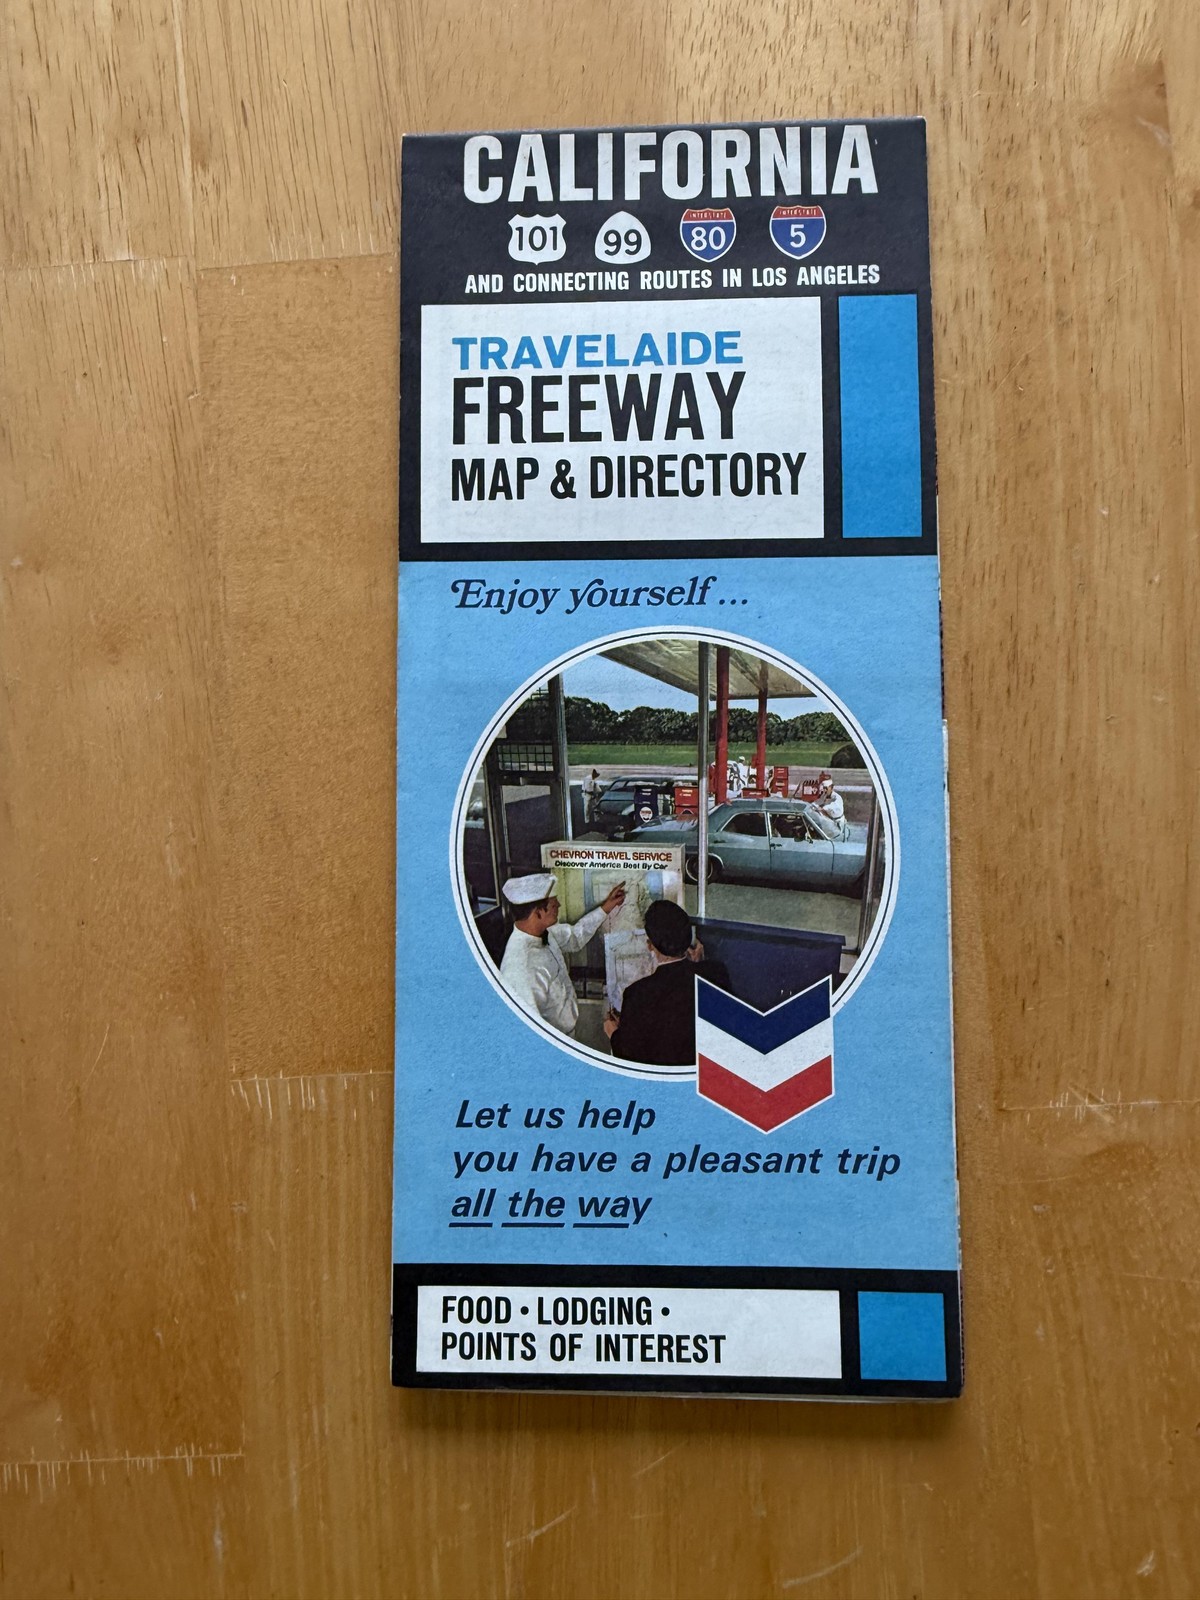 CALIFORNIA
101 99 INTERSTATE 80 INTERSTATE 5
AND CONNECTING ROUTES IN LOS ANGELES
TRAVELAIDE
FREEWAY
MAP & DIRECTORY
Enjoy yourself...
CHEVRON TRAVEL SERVICE
Discover America Best By Car
Let us help
you have a pleasant trip
all the way
FOOD • LODGING •
POINTS OF INTEREST